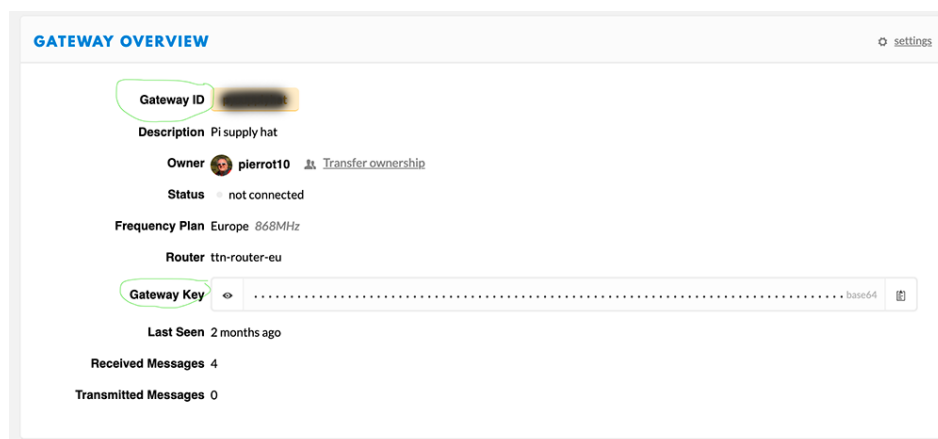 GATEWAY OVERVIEW settings
Gateway ID
Description Pi supply hat
Owner pierrot10 Transfer ownership
Status not connected
Frequency Plan Europe 868MHz
Router ttn-router-eu
Gateway Key ........................................................................................ base64
Last Seen 2 months ago
Received Messages 4
Transmitted Messages 0